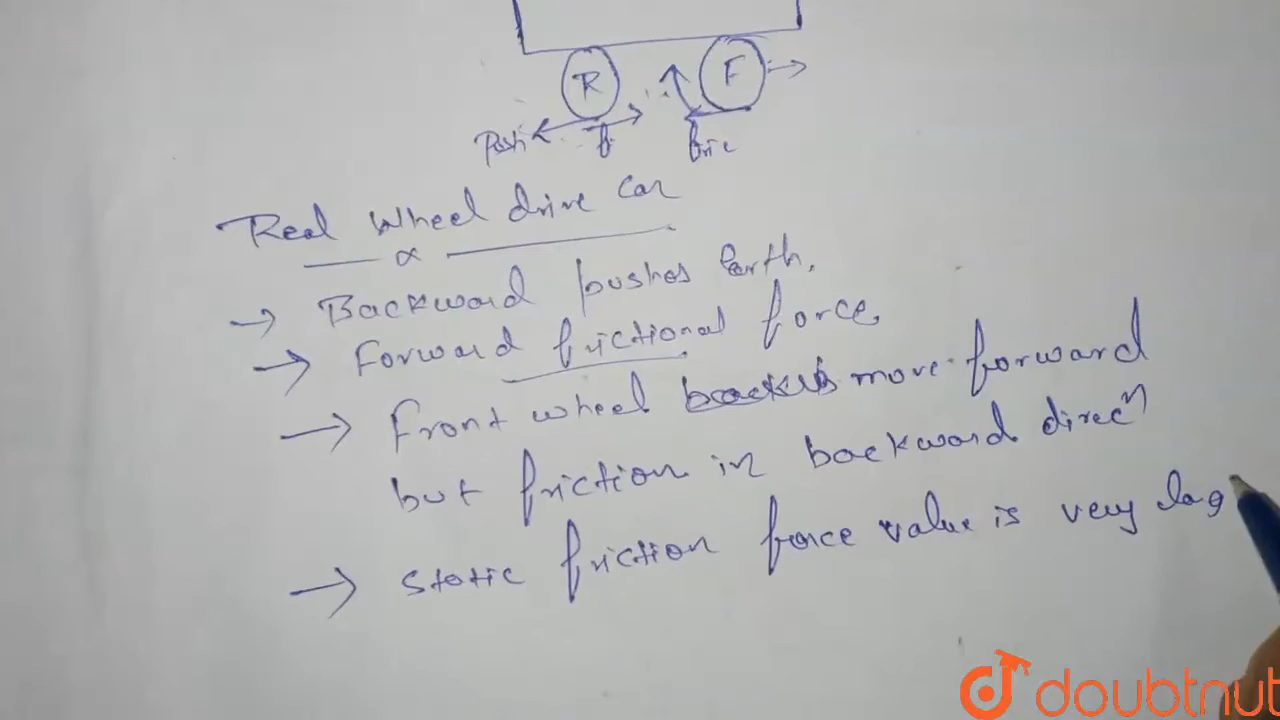 R
F
Push
f
fric
Real Wheel drive Car
→ Backward pushes Earth.
→ Forward frictional force
→ Front wheel move forward
but friction in backward direcⁿ
→ Static friction force value is very lag
doubtnut